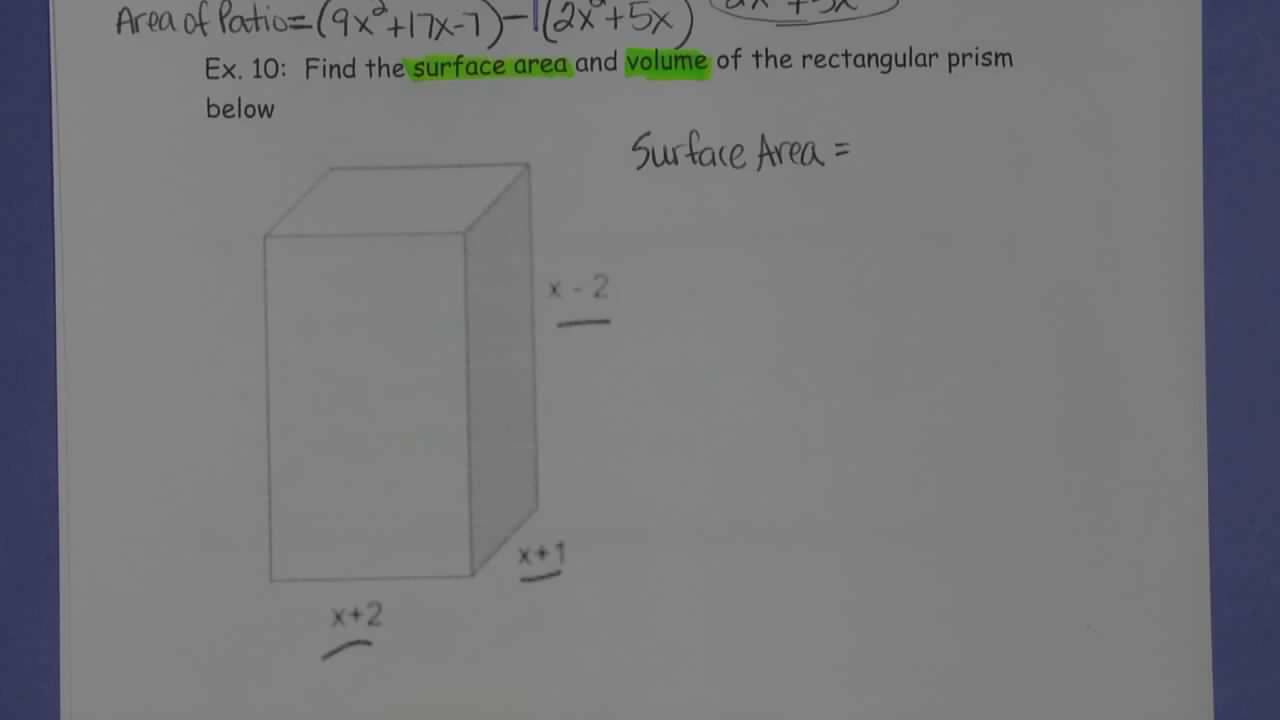 Area of Patio=(9x²+17x-7)-1(2x²+5x)
Ex. 10: Find the surface area and volume of the rectangular prism
below
Surface Area =
x - 2
x+1
x+2